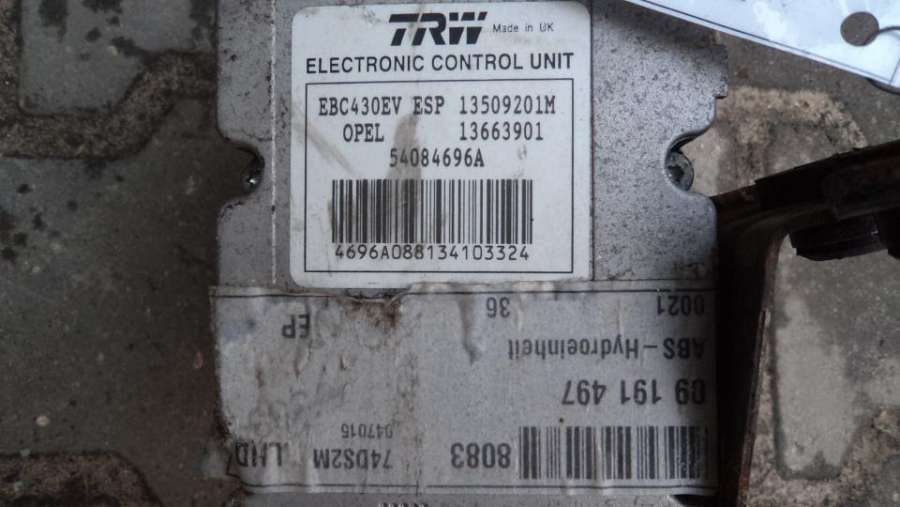 TRW Made in UK
ELECTRONIC CONTROL UNIT
EBC430EV ESP 13509201M
OPEL 13663901
54084696A
4696A088134103324
8083 74DS2M LHD
047015
09 191 497
ABS-Hydroeinheit
0021 36 EP